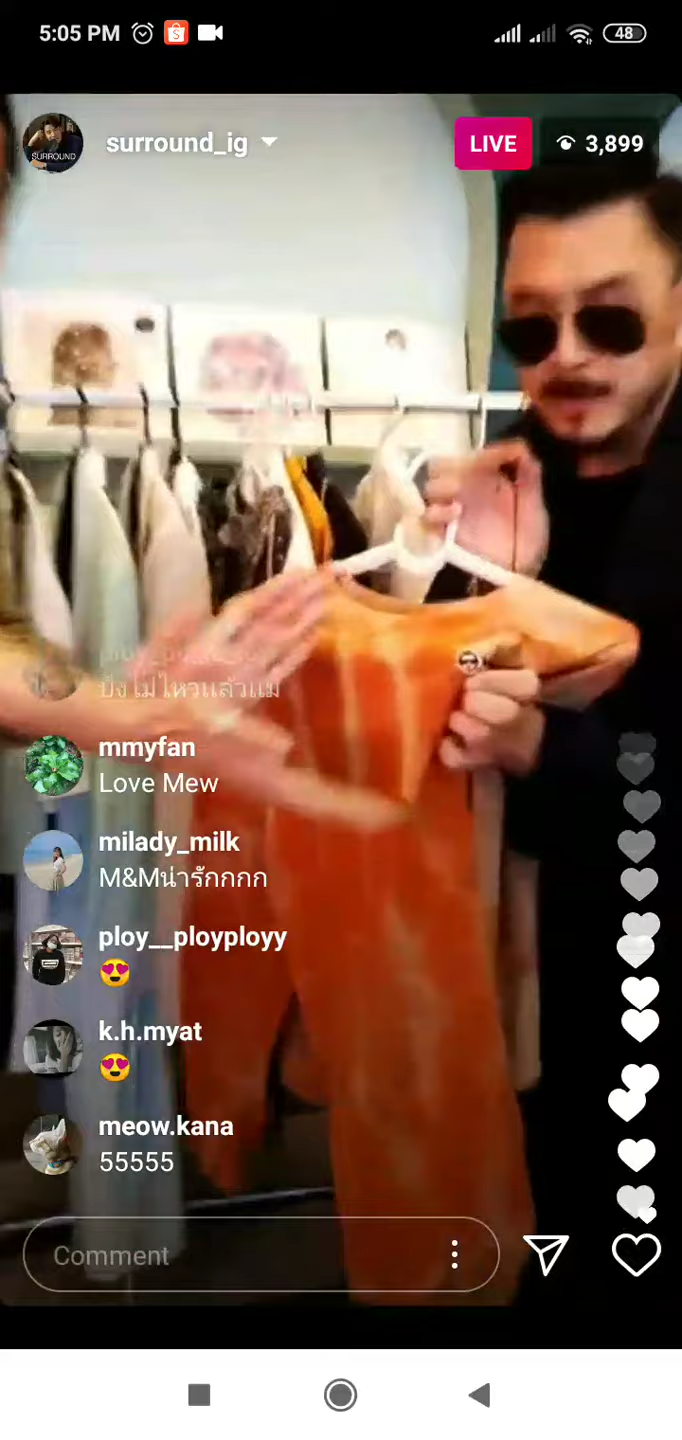 5:05 PM
48
SURROUND
surround_ig
LIVE
3,899
ปังไม่ไหวแล้วแม่
mmyfan
Love Mew
milady_milk
M&Mน่ารักกกก
ploy__ployployy
😍
k.h.myat
😍
meow.kana
55555
Comment